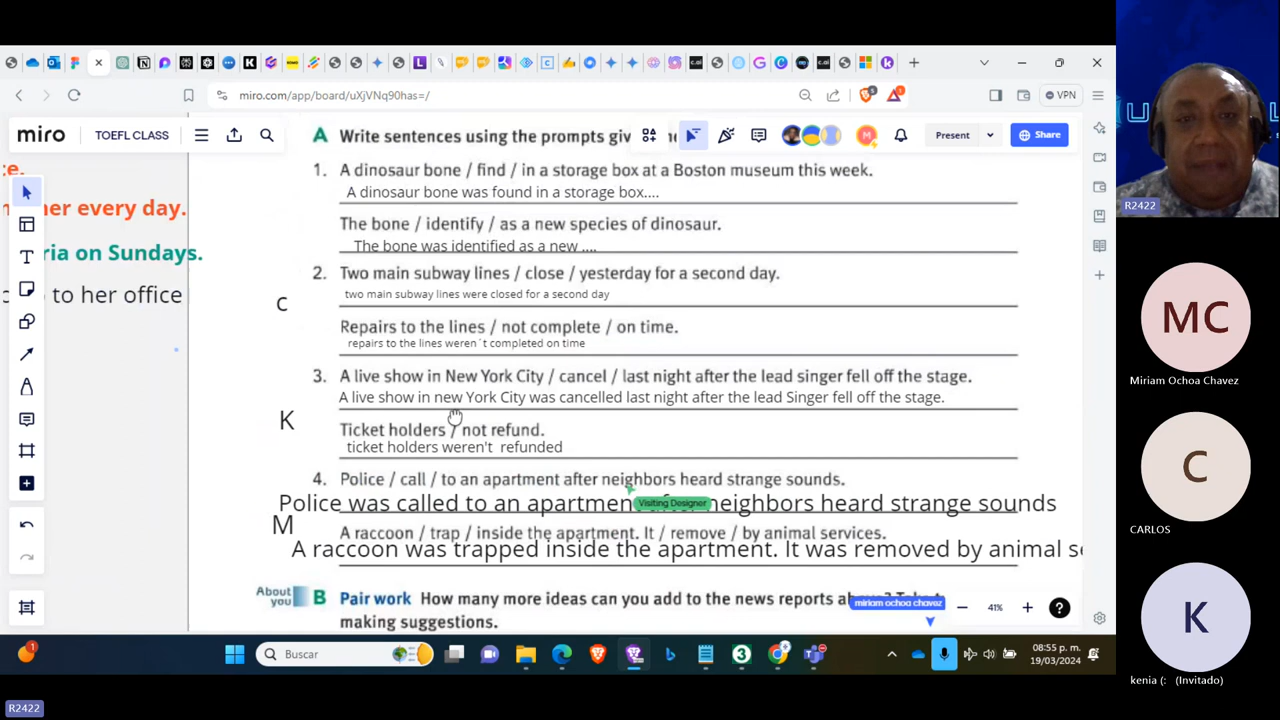 miro.com/app/board/uXjVNq90has=/
VPN
miro
TOEFL CLASS
Present
Share
A Write sentences using the prompts giv
1. A dinosaur bone / find / in a storage box at a Boston museum this week.
A dinosaur bone was found in a storage box....
her every day.
The bone / identify / as a new species of dinosaur.
The bone was identified as a new ....
ria on Sundays.
2. Two main subway lines / close / yesterday for a second day.
to her office
c
two main subway lines were closed for a second day
Repairs to the lines / not complete / on time.
repairs to the lines weren´t completed on time
3. A live show in New York City / cancel / last night after the lead singer fell off the stage.
A live show in new York City was cancelled last night after the lead Singer fell off the stage.
K
Ticket holders / not refund.
ticket holders weren't refunded
4. Police / call / to an apartment after neighbors heard strange sounds.
Police was called to an apartment after neighbors heard strange sounds
Visiting Designer
M
A raccoon / trap / inside the apartment. It / remove / by animal services.
A raccoon was trapped inside the apartment. It was removed by animal se
About you B Pair work How many more ideas can you add to the news reports
making suggestions.
miriam ochoa chavez
41%
Buscar
08:55 p. m.
19/03/2024
R2422
MC
Miriam Ochoa Chavez
C
CARLOS
K
kenia (: (Invitado)
R2422